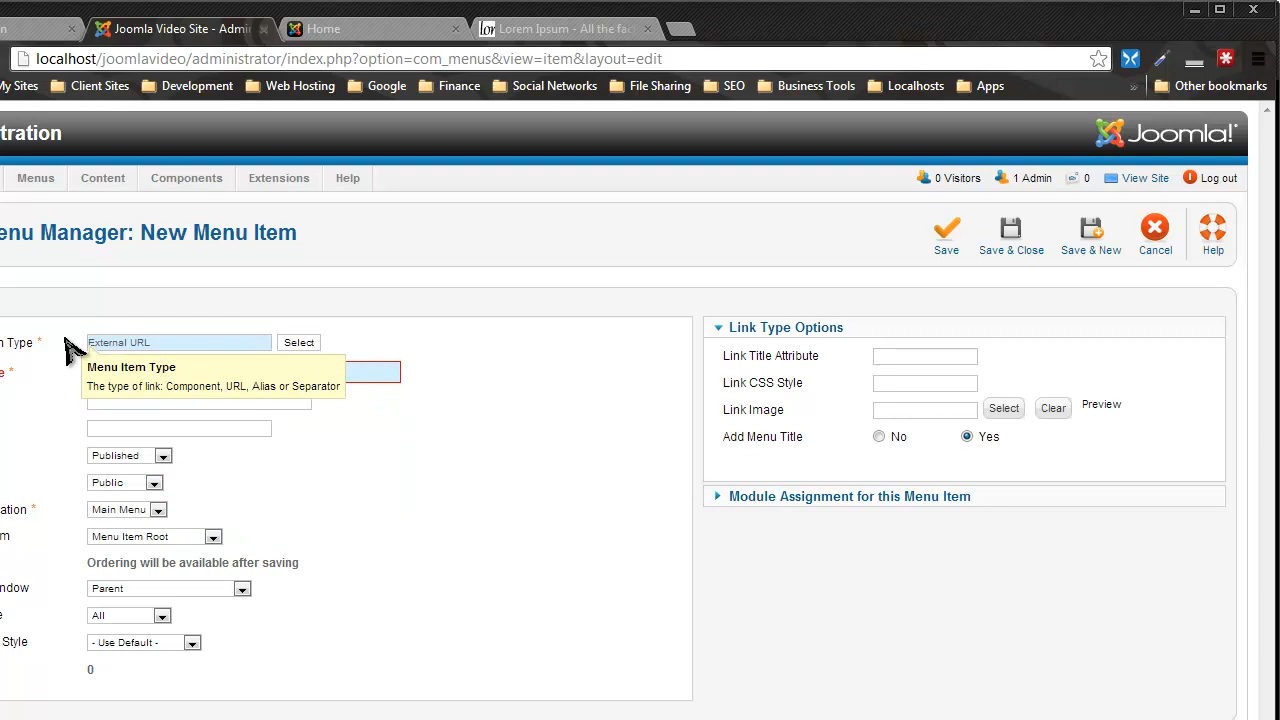 n
Joomla Video Site - Admin
Home
Lorem Ipsum - All the fac
localhost/joomlavideo/administrator/index.php?option=com_menus&view=item&layout=edit
My Sites
Client Sites
Development
Web Hosting
Google
Finance
Social Networks
File Sharing
SEO
Business Tools
Localhosts
Apps
»
Other bookmarks
tration
Joomla!
Menus
Content
Components
Extensions
Help
0 Visitors
1 Admin
0
View Site
Log out
enu Manager: New Menu Item
Save
Save & Close
Save & New
Cancel
Help
n Type *
External URL
Select
Menu Item Type
The type of link: Component, URL, Alias or Separator
e *
Published
Public
ation *
Main Menu
m
Menu Item Root
Ordering will be available after saving
ndow
Parent
e
All
Style
- Use Default -
0
Link Type Options
Link Title Attribute
Link CSS Style
Link Image
Select
Clear
Preview
Add Menu Title
No
Yes
Module Assignment for this Menu Item